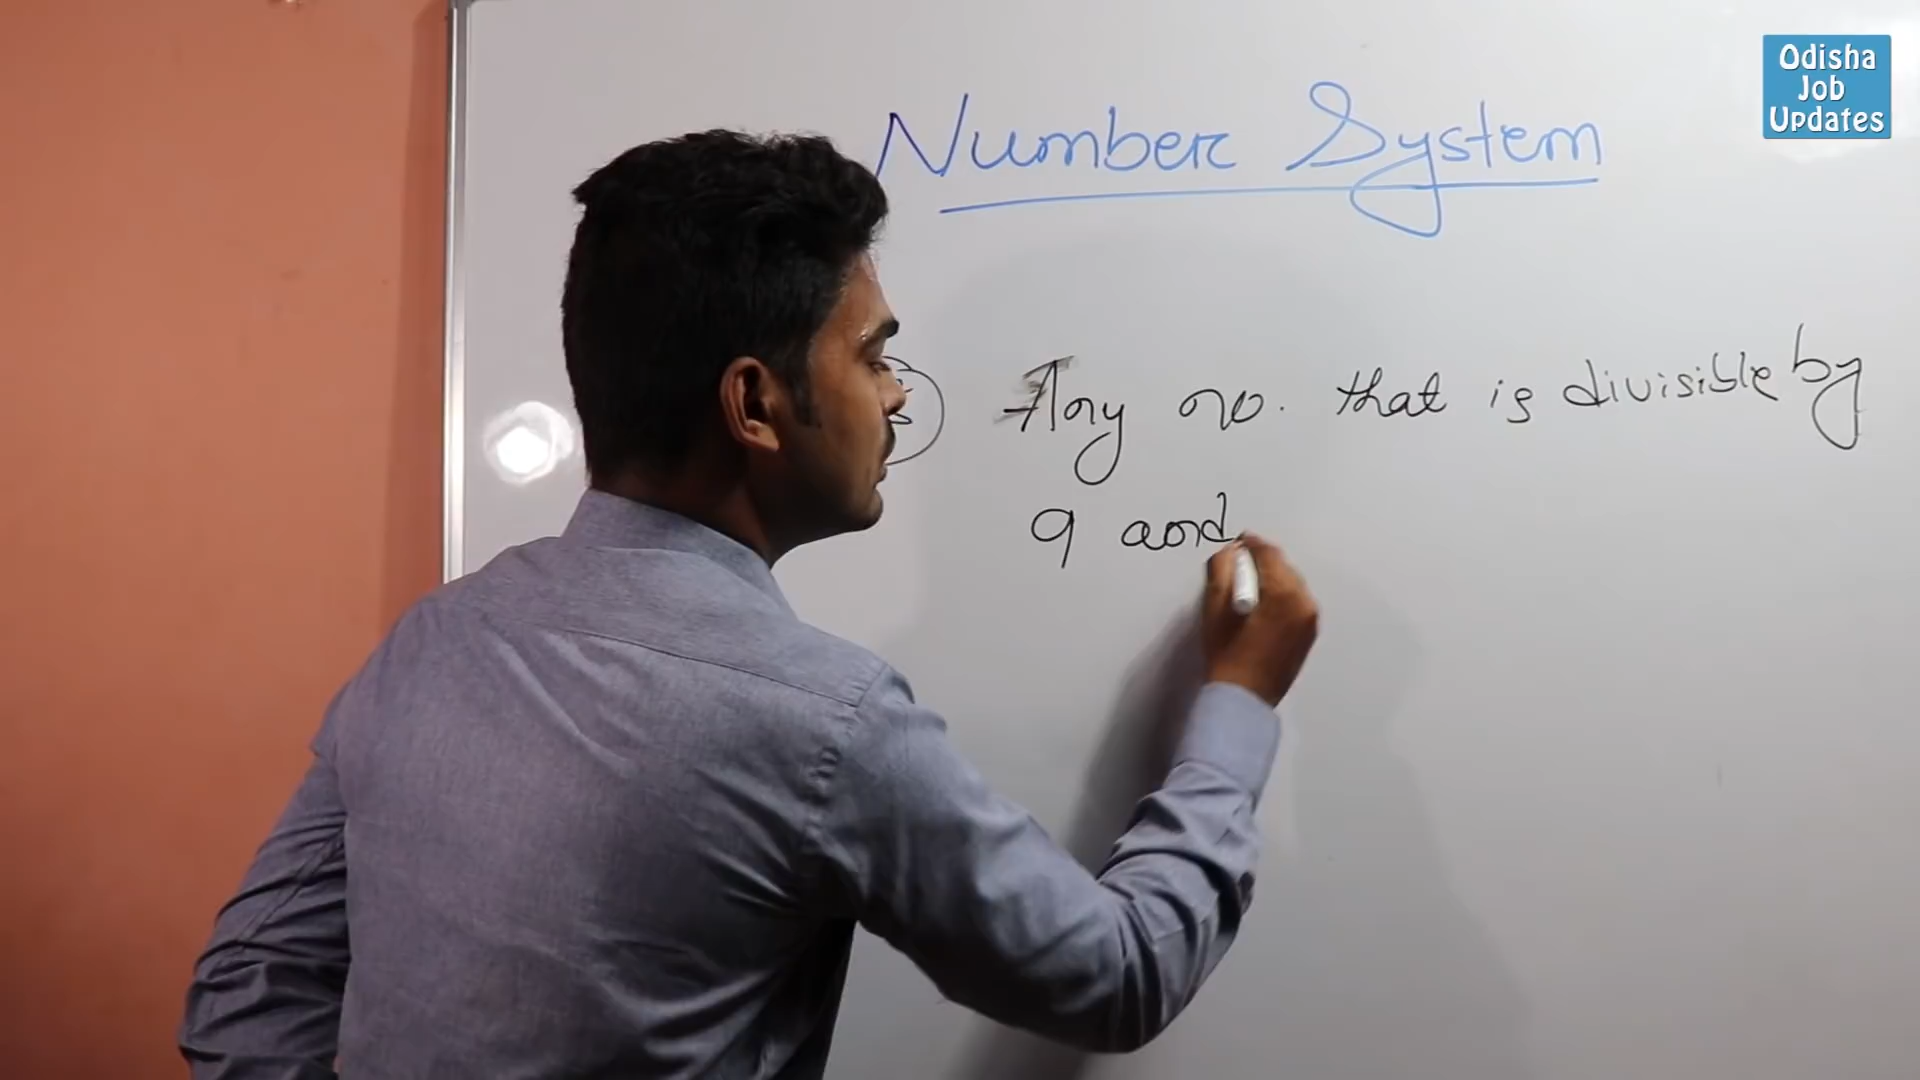 Number System
Any no. that is divisible by
9 and
Odisha
Job
Updates